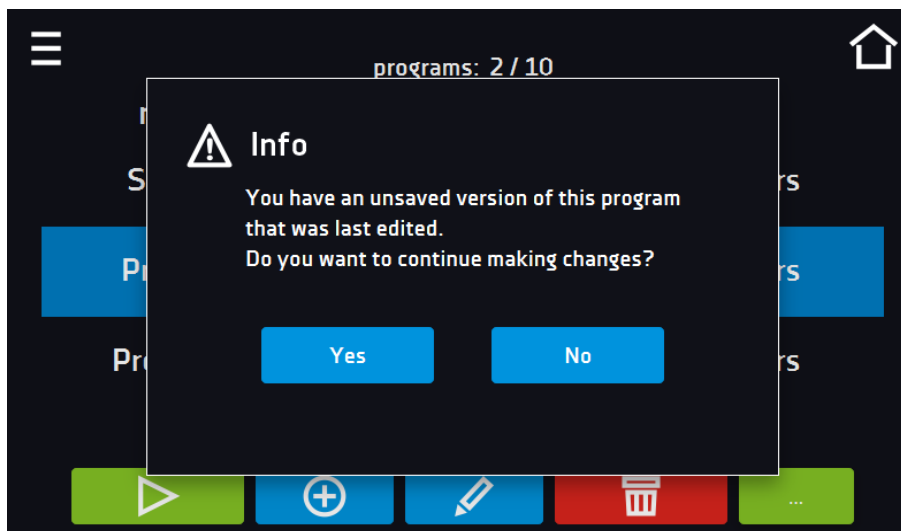 programs: 2 / 10
Info
You have an unsaved version of this program
that was last edited.
Do you want to continue making changes?
Yes
No
...